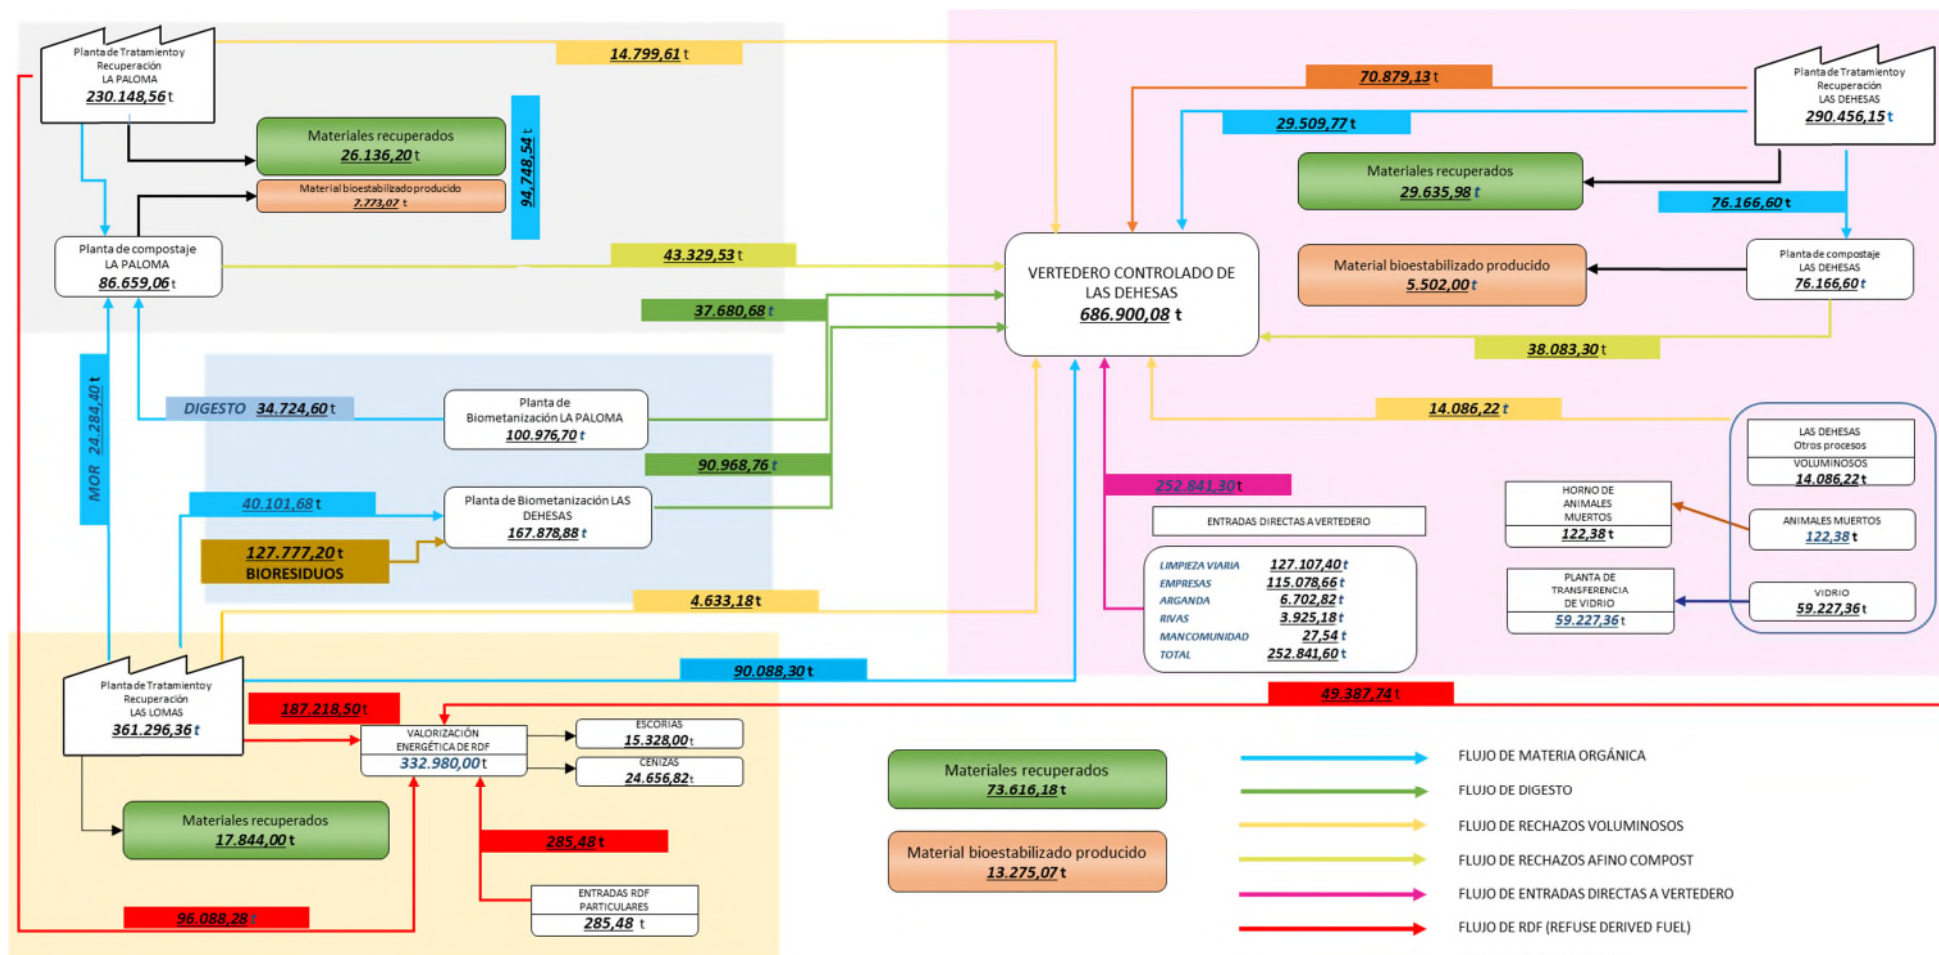 Planta de Tratamiento y
Recuperación
LA PALOMA
230.148,56 t
14.799,61 t
Materiales recuperados
26.136,20 t
Material bioestabilizado producido
7.773,07 t
94.748,54 t
Planta de compostaje
LA PALOMA
86.659,06 t
43.329,53 t
37.680,68 t
MOR 24.284,40 t
DIGESTO 34.724,60 t
Planta de
Biometanización LA PALOMA
100.976,70 t
90.968,76 t
40.101,68 t
Planta de Biometanización LAS
DEHESAS
167.878,88 t
127.777,20 t
BIORESIDUOS
4.633,18 t
Planta de Tratamiento y
Recuperación
LAS LOMAS
361.296,36 t
90.088,30 t
187.218,50 t
VALORIZACIÓN
ENERGÉTICA DE RDF
332.980,00 t
ESCORIAS
15.328,00 t
CENIZAS
24.656,82 t
Materiales recuperados
17.844,00 t
285,48 t
ENTRADAS RDF
PARTICULARES
285,48 t
96.088,28 t
70.879,13 t
29.509,77 t
Planta de Tratamiento y
Recuperación
LAS DEHESAS
290.456,15 t
Materiales recuperados
29.635,98 t
76.166,60 t
VERTEDERO CONTROLADO DE
LAS DEHESAS
686.900,08 t
Material bioestabilizado producido
5.502,00 t
Planta de compostaje
LAS DEHESAS
76.166,60 t
38.083,30 t
14.086,22 t
LAS DEHESAS
Otros procesos
VOLUMINOSOS
14.086,22 t
252.841,30 t
HORNO DE
ANIMALES
MUERTOS
122,38 t
ANIMALES MUERTOS
122,38 t
ENTRADAS DIRECTAS A VERTEDERO
LIMPIEZA VIARIA 127.107,40 t
EMPRESAS 115.078,66 t
ARGANDA 6.702,82 t
RIVAS 3.925,18 t
MANCOMUNIDAD 27,54 t
TOTAL 252.841,60 t
PLANTA DE
TRANSFERENCIA
DE VIDRIO
59.227,36 t
VIDRIO
59.227,36 t
49.387,74 t
Materiales recuperados
73.616,18 t
Material bioestabilizado producido
13.275,07 t
FLUJO DE MATERIA ORGÁNICA
FLUJO DE DIGESTO
FLUJO DE RECHAZOS VOLUMINOSOS
FLUJO DE RECHAZOS AFINO COMPOST
FLUJO DE ENTRADAS DIRECTAS A VERTEDERO
FLUJO DE RDF (REFUSE DERIVED FUEL)